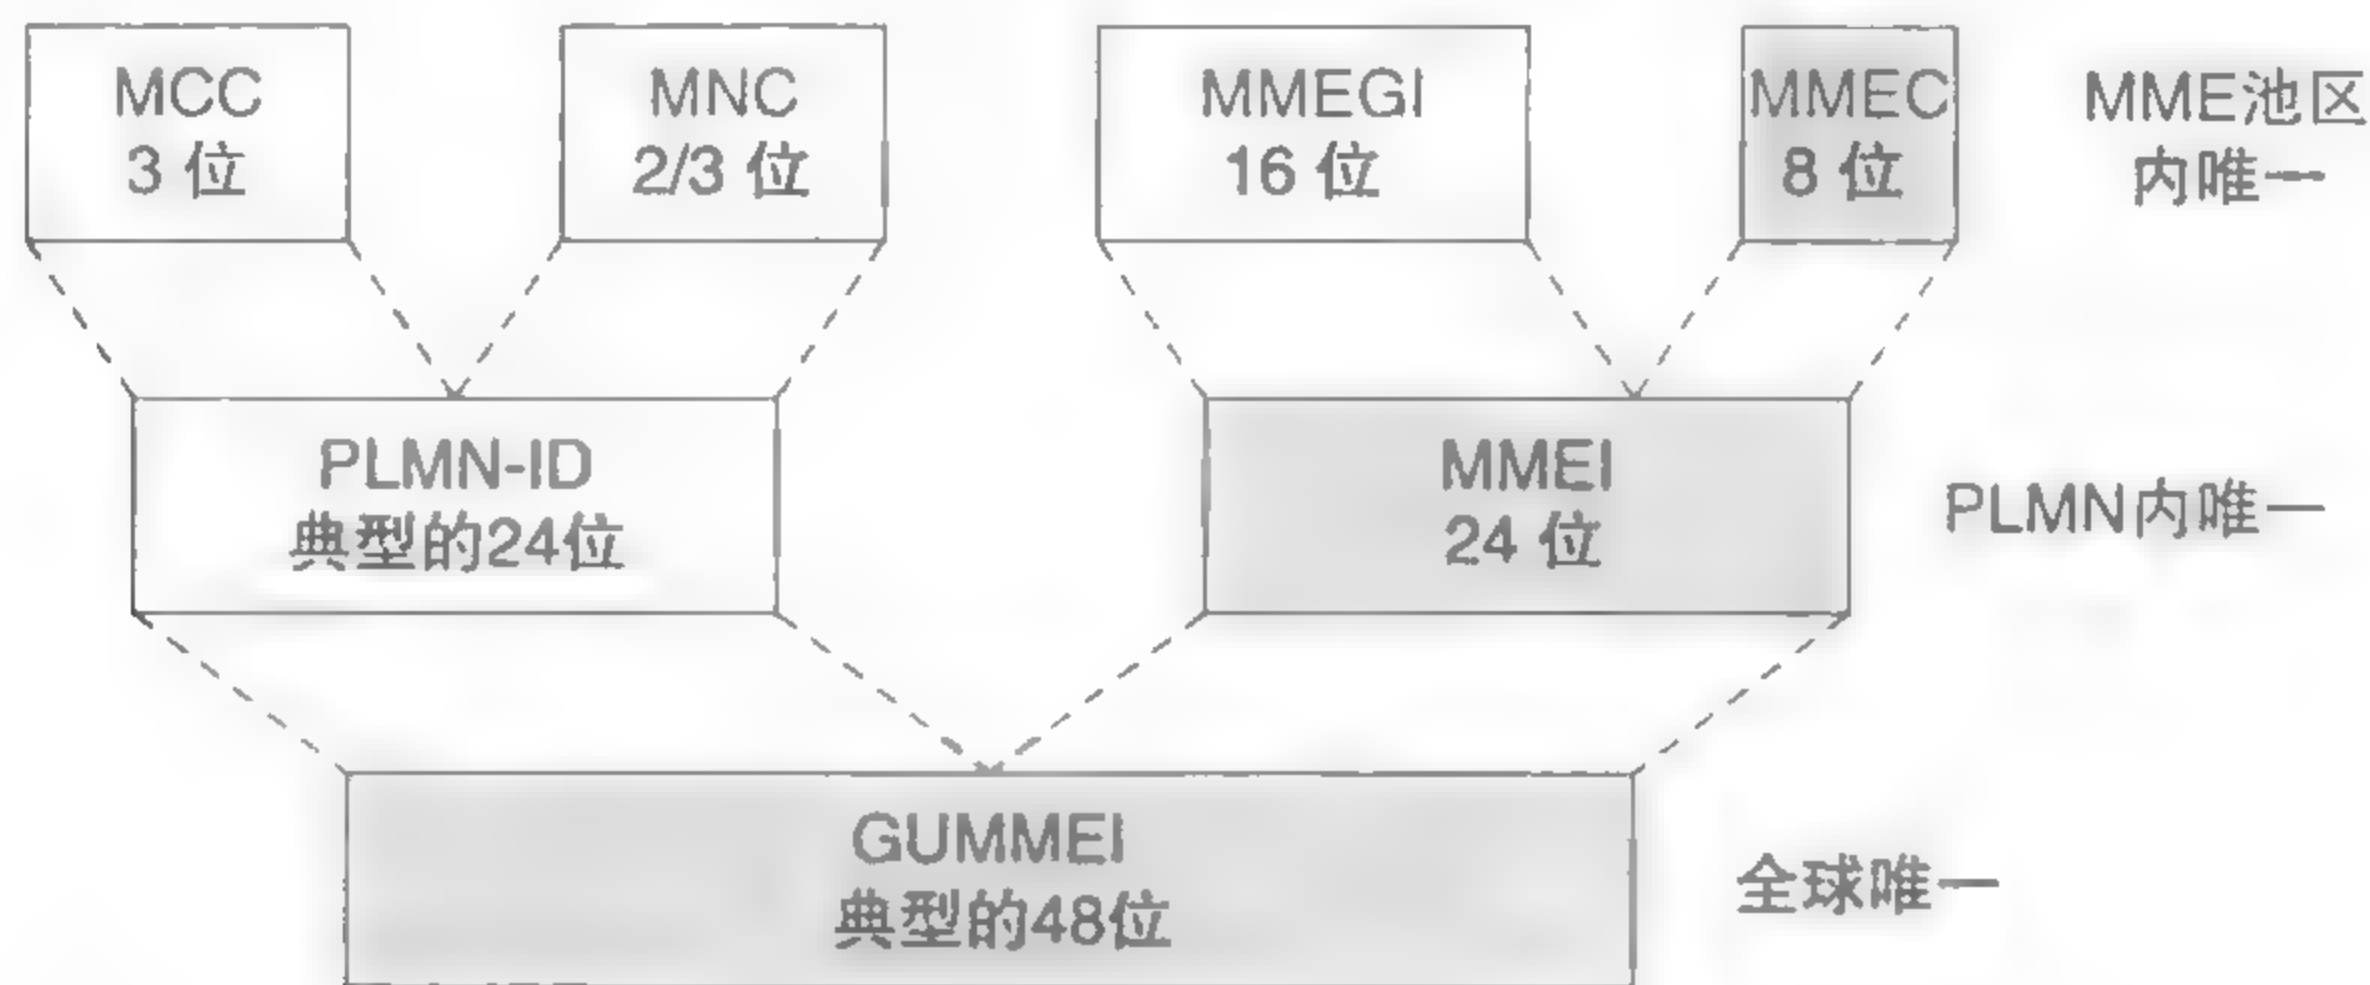 MCC
3 位
MNC
2/3 位
MMEGI
16 位
MMEC
8 位
MME池区
内唯一
PLMN-ID
典型的24位
MMEI
24 位
PLMN内唯一
GUMMEI
典型的48位
全球唯一